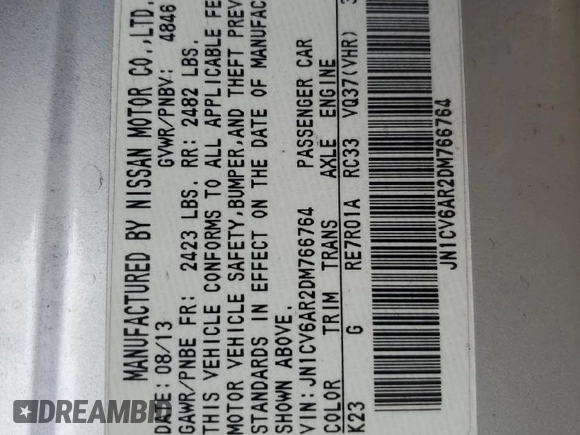 MANUFACTURED BY NISSAN MOTOR CO.,LTD.
DATE: 08/13 GVWR/PNBV: 4846
GAWR/PNBE FR: 2423 LBS. RR: 2482 LBS.
THIS VEHICLE CONFORMS TO ALL APPLICABLE FE
MOTOR VEHICLE SAFETY,BUMPER,AND THEFT PREV
STANDARDS IN EFFECT ON THE DATE OF MANUFAC
SHOWN ABOVE.
VIN: JN1CV6AR2DM766764 PASSENGER CAR
COLOR TRIM TRANS AXLE ENGINE
K23 G RE7R01A RC33 VQ37(VHR)
JN1CV6AR2DM766764
DREAMBID